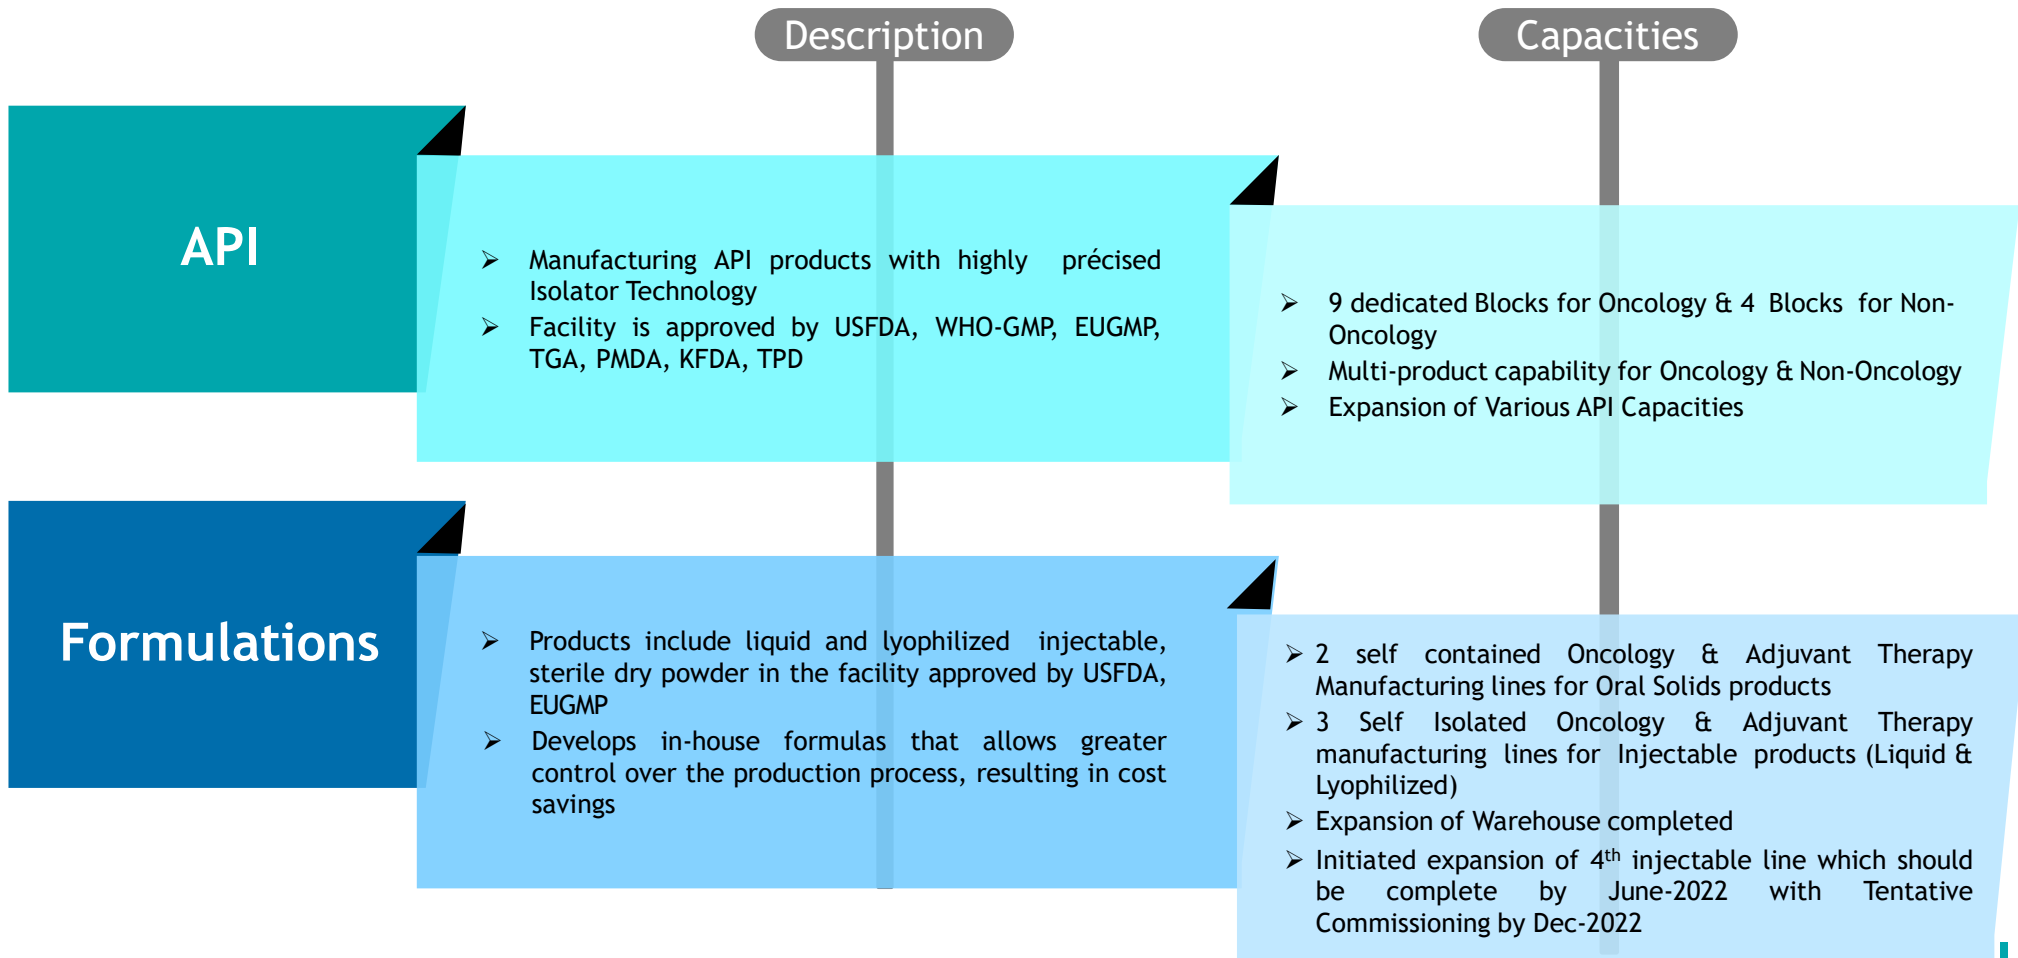 Description
Capacities
API
➢ Manufacturing API products with highly précised
Isolator Technology
➢ Facility is approved by USFDA, WHO-GMP, EUGMP,
TGA, PMDA, KFDA, TPD
➢ 9 dedicated Blocks for Oncology & 4 Blocks for Non-
Oncology
➢ Multi-product capability for Oncology & Non-Oncology
➢ Expansion of Various API Capacities
Formulations
➢ Products include liquid and lyophilized injectable,
sterile dry powder in the facility approved by USFDA,
EUGMP
➢ Develops in-house formulas that allows greater
control over the production process, resulting in cost
savings
➢ 2 self contained Oncology & Adjuvant Therapy
Manufacturing lines for Oral Solids products
➢ 3 Self Isolated Oncology & Adjuvant Therapy
manufacturing lines for Injectable products (Liquid &
Lyophilized)
➢ Expansion of Warehouse completed
➢ Initiated expansion of 4th injectable line which should
be complete by June-2022 with Tentative
Commissioning by Dec-2022